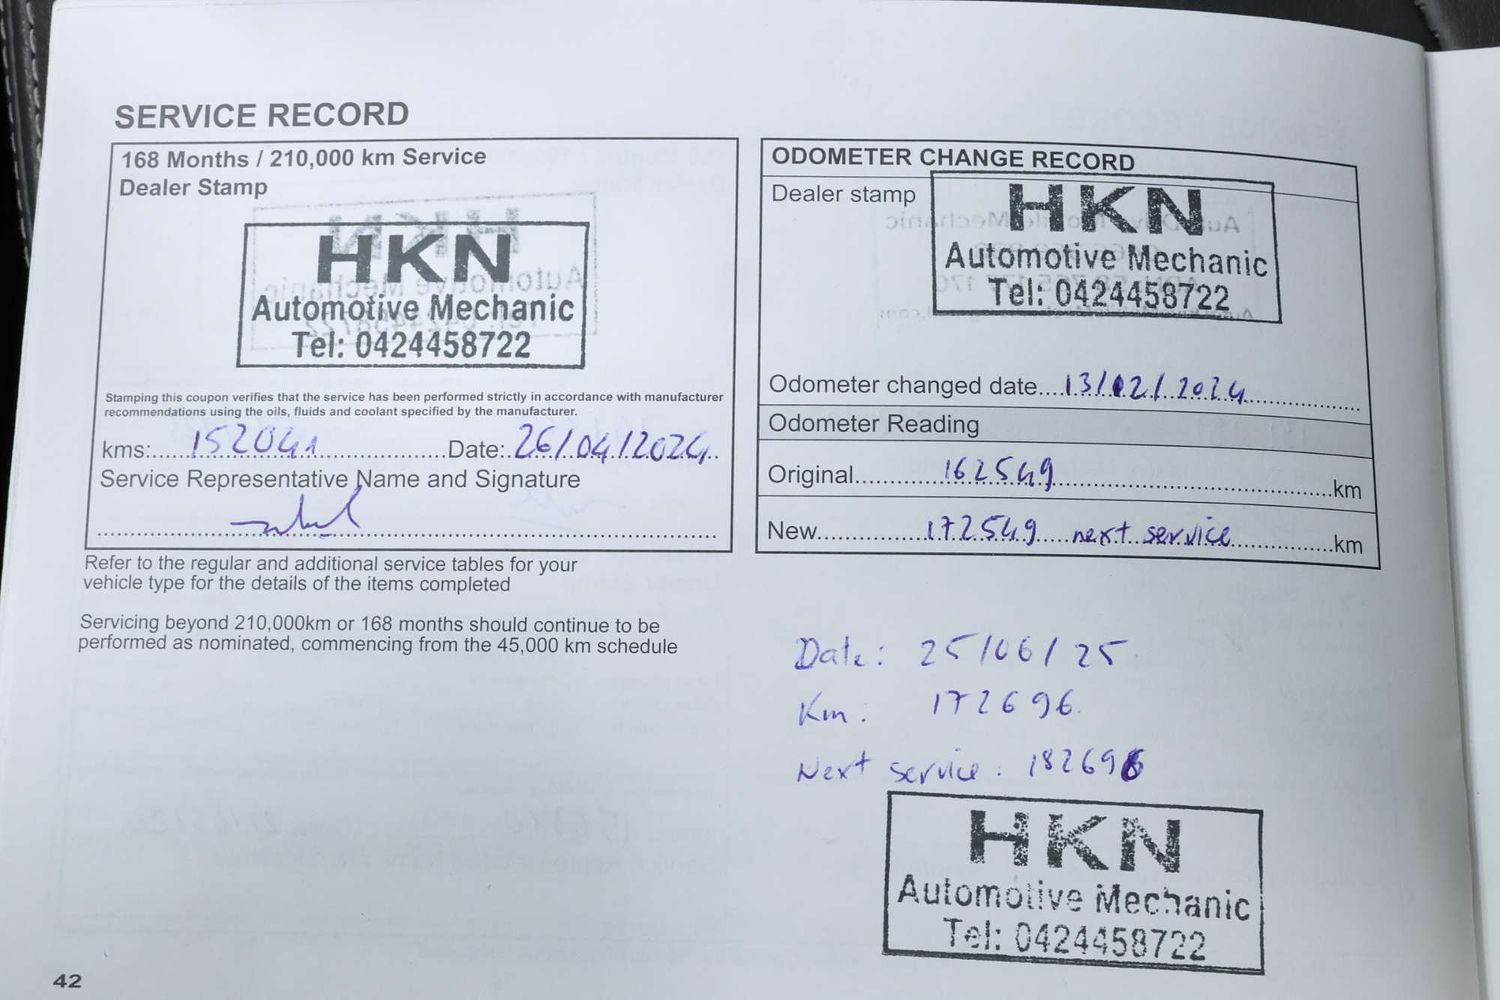 SERVICE RECORD
168 Months / 210,000 km Service
Dealer Stamp
HKN
Automotive Mechanic
Tel: 0424458722
Stamping this coupon verifies that the service has been performed strictly in accordance with manufacturer
recommendations using the oils, fluids and coolant specified by the manufacturer.
kms:.....152041.....Date:.26/04/2024.
Service Representative Name and Signature
Refer to the regular and additional service tables for your
vehicle type for the details of the items completed
Servicing beyond 210,000km or 168 months should continue to be
performed as nominated, commencing from the 45,000 km schedule
42
ODOMETER CHANGE RECORD
Dealer stamp
HKN
Automotive Mechanic
Tel: 0424458722
Odometer changed date....13/02/2024.....
Odometer Reading
Original.....162549.....km
New.....172549 next service.....km
Date: 25/06/25
Km. 172696
Next service: 182696
HKN
Automotive Mechanic
Tel: 0424458722